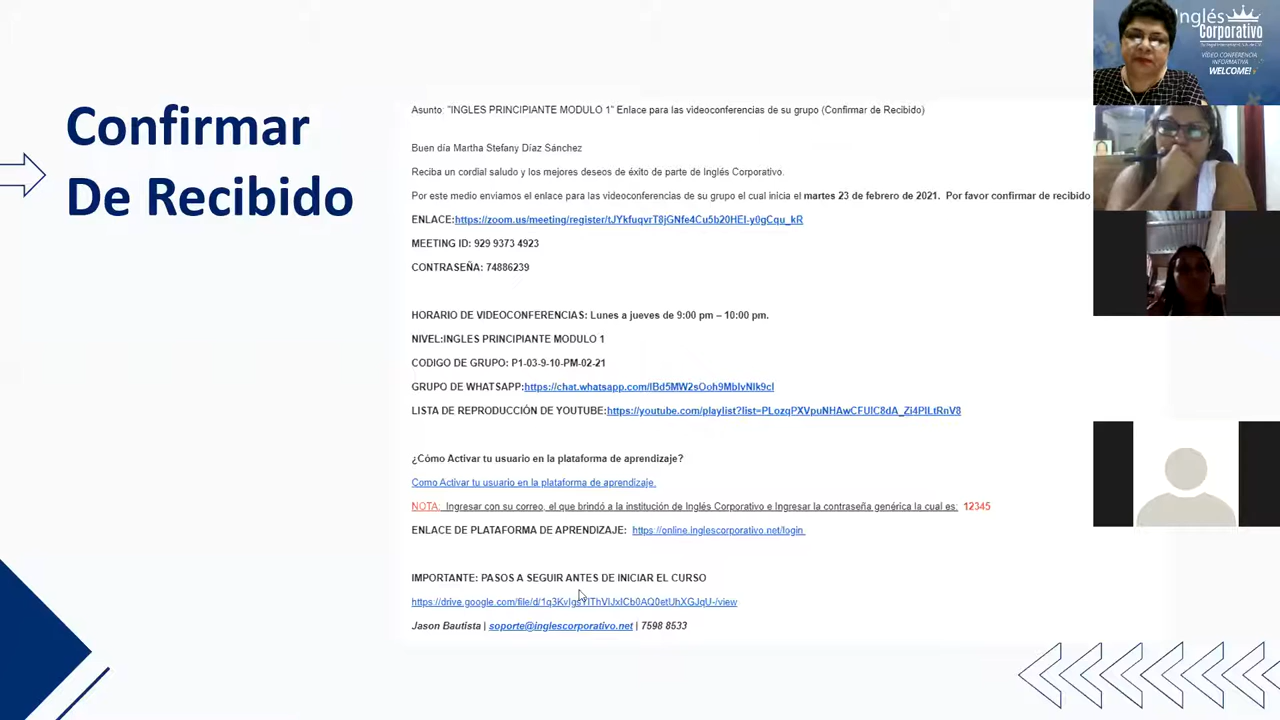 Confirmar
De Recibido
Asunto: "INGLES PRINCIPIANTE MODULO 1" Enlace para las videoconferencias de su grupo (Confirmar de Recibido)
Buen día Martha Stefany Díaz Sánchez
Reciba un cordial saludo y los mejores deseos de éxito de parte de Inglés Corporativo.
Por este medio enviamos el enlace para las videoconferencias de su grupo el cual inicia el martes 23 de febrero de 2021. Por favor confirmar de recibido
ENLACE:https://zoom.us/meeting/register/tJYkfuqvrT8jGNfe4Cu5b20HEI-y0gCqu_kR
MEETING ID: 929 9373 4923
CONTRASEÑA: 74886239
HORARIO DE VIDEOCONFERENCIAS: Lunes a jueves de 9:00 pm – 10:00 pm.
NIVEL:INGLES PRINCIPIANTE MODULO 1
CODIGO DE GRUPO: P1-03-9-10-PM-02-21
GRUPO DE WHATSAPP:https://chat.whatsapp.com/IBd5MW2sOoh9MbIvNlk9cl
LISTA DE REPRODUCCIÓN DE YOUTUBE:https://youtube.com/playlist?list=PLozqPXVpuNHAwCFUlC8dA_Zi4PILtRnV8
¿Cómo Activar tu usuario en la plataforma de aprendizaje?
Como Activar tu usuario en la plataforma de aprendizaje.
NOTA: Ingresar con su correo, el que brindó a la institución de Inglés Corporativo e Ingresar la contraseña genérica la cual es: 12345
ENLACE DE PLATAFORMA DE APRENDIZAJE: https://online.inglescorporativo.net/login
IMPORTANTE: PASOS A SEGUIR ANTES DE INICIAR EL CURSO
Jason Bautista | soporte@inglescorporativo.net | 7598 8533
Inglés
Corporativo
VIDEO CONFERENCIA
INFORMATIVA
WELCOME!